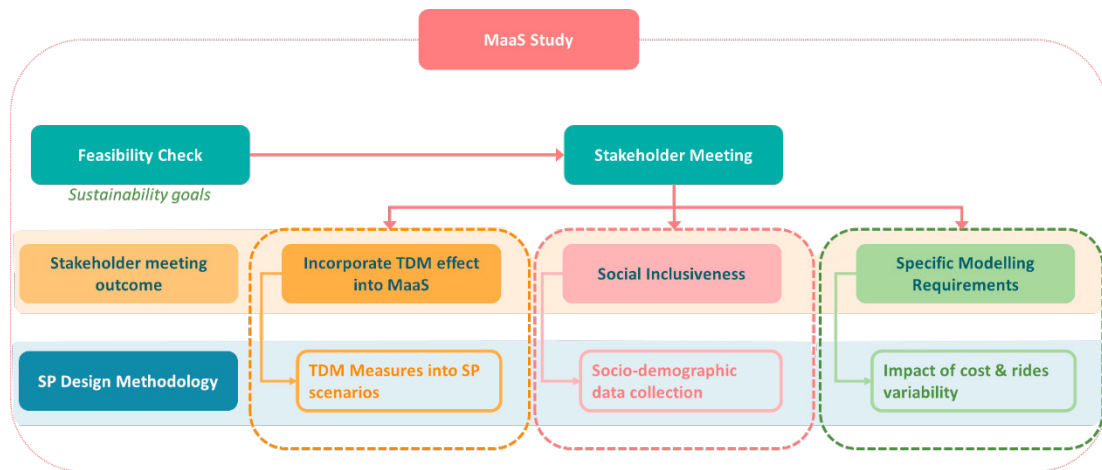 MaaS Study
Feasibility Check
Stakeholder Meeting
Sustainability goals
Stakeholder meeting
outcome
Incorporate TDM effect
into MaaS
Social Inclusiveness
Specific Modelling
Requirements
SP Design Methodology
TDM Measures into SP
scenarios
Socio-demographic
data collection
Impact of cost & rides
variability